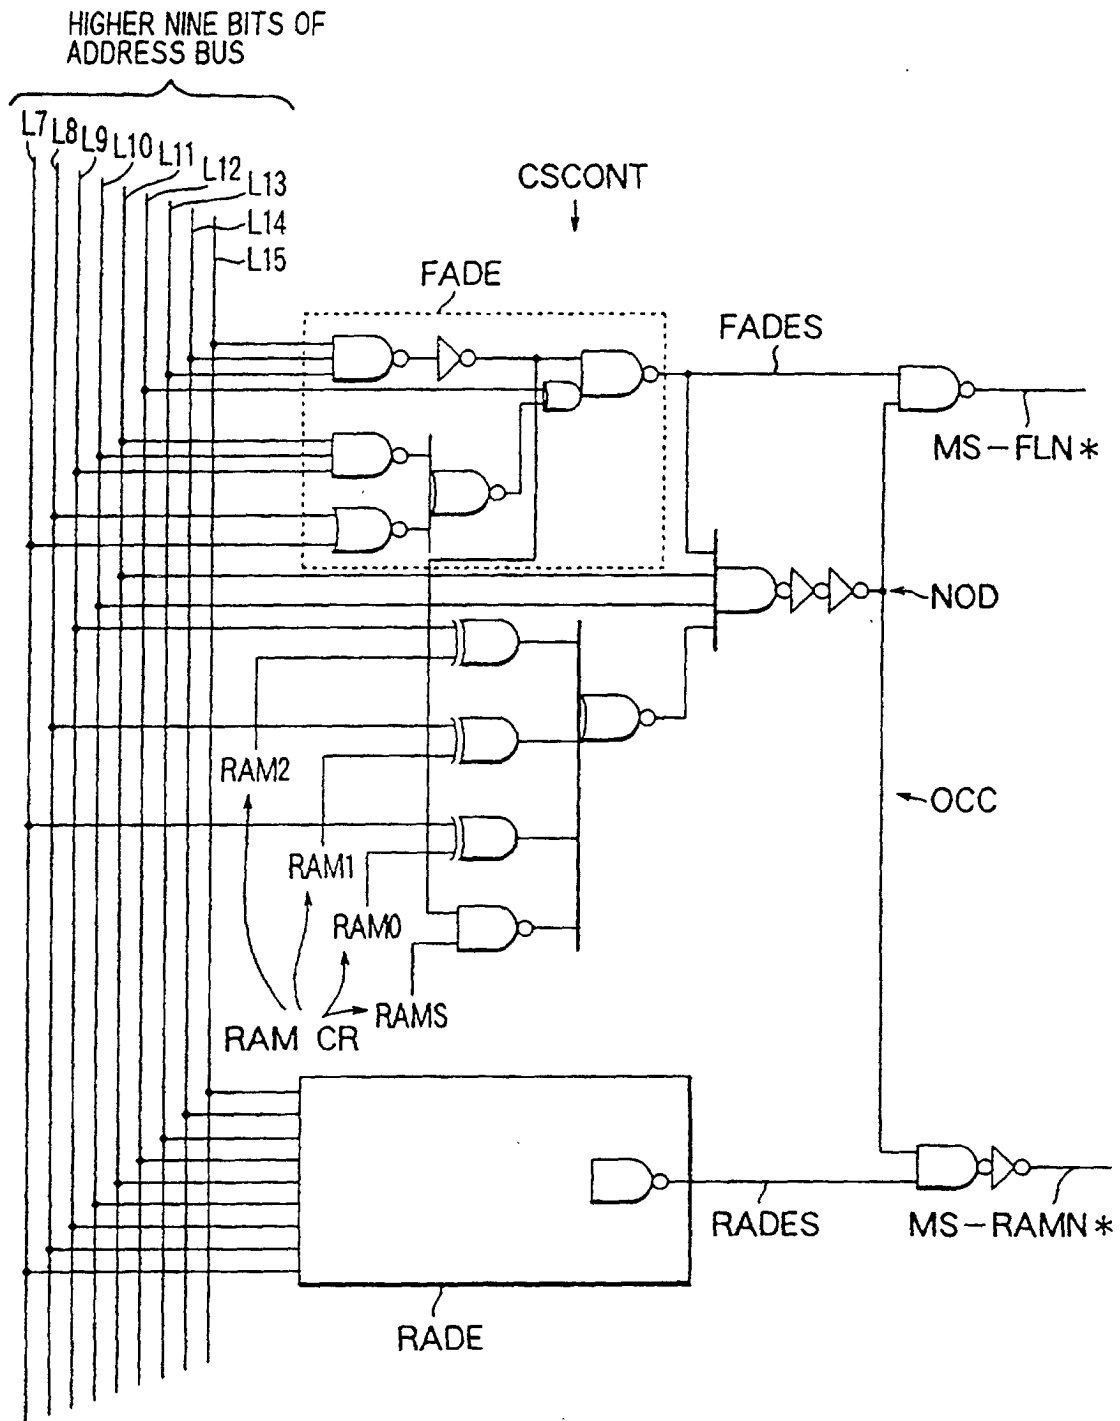 HIGHER NINE BITS OF
ADDRESS BUS
L7
L8
L9
L10
L11
L12
L13
L14
L15
CSCONT
FADE
FADES
MS-FLN*
NOD
RAM2
OCC
RAM1
RAM0
RAMS
RAM CR
RADES
MS-RAMN*
RADE